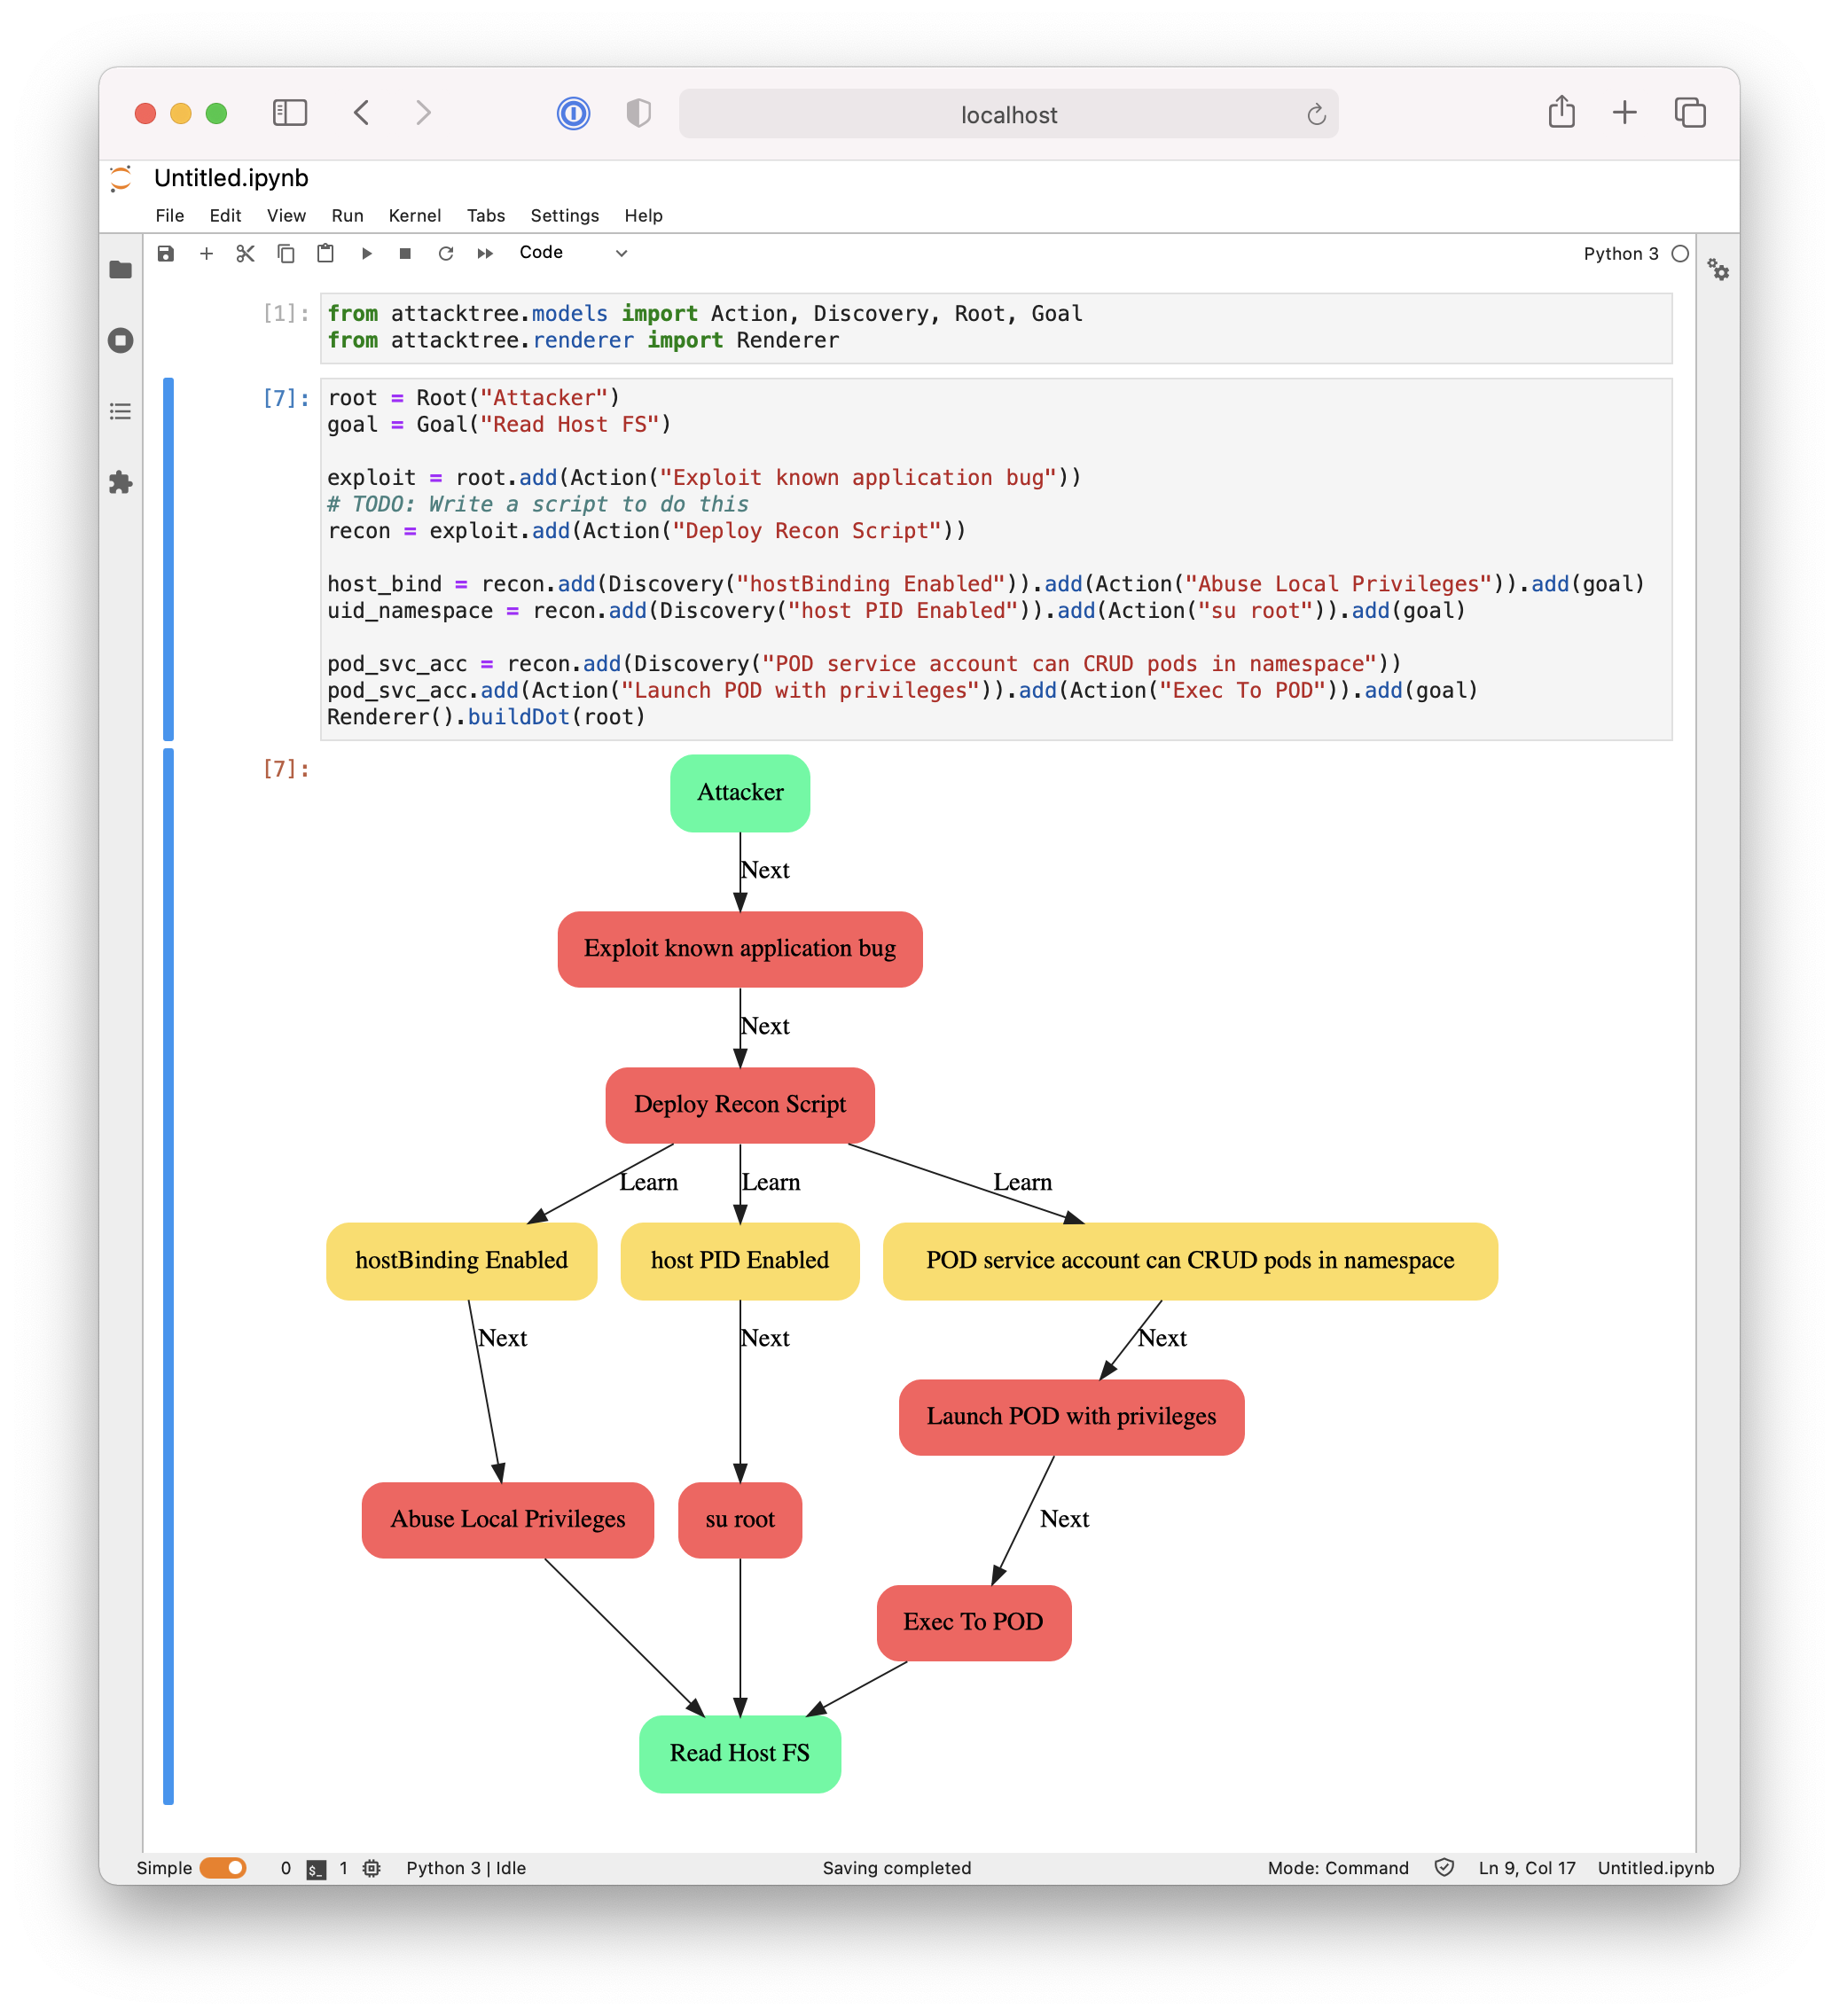 localhost
Untitled.ipynb
File Edit View Run Kernel Tabs Settings Help
Code
Python 3
[1]:
from attacktree.models import Action, Discovery, Root, Goal
from attacktree.renderer import Renderer
[7]:
root = Root("Attacker")
goal = Goal("Read Host FS")
exploit = root.add(Action("Exploit known application bug"))
# TODO: Write a script to do this
recon = exploit.add(Action("Deploy Recon Script"))
host_bind = recon.add(Discovery("hostBinding Enabled")).add(Action("Abuse Local Privileges")).add(goal)
uid_namespace = recon.add(Discovery("host PID Enabled")).add(Action("su root")).add(goal)
pod_svc_acc = recon.add(Discovery("POD service account can CRUD pods in namespace"))
pod_svc_acc.add(Action("Launch POD with privileges")).add(Action("Exec To POD")).add(goal)
Renderer().buildDot(root)
[7]:
Attacker
Next
Exploit known application bug
Next
Deploy Recon Script
Learn Learn Learn
hostBinding Enabled
host PID Enabled
POD service account can CRUD pods in namespace
Next Next Next
Launch POD with privileges
Abuse Local Privileges
su root
Next
Exec To POD
Read Host FS
Simple 0 $_ 1 Python 3 | Idle Saving completed Mode: Command Ln 9, Col 17 Untitled.ipynb